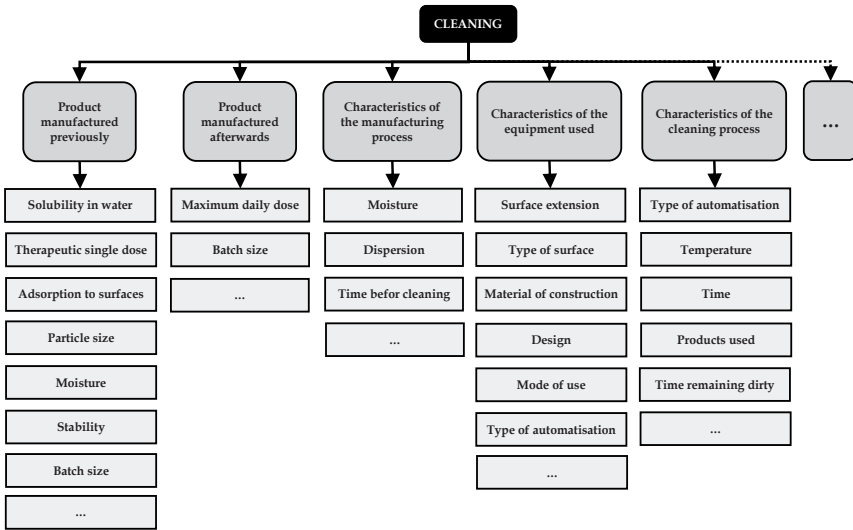 CLEANING
Product
manufactured
previously
Product
manufactured
afterwards
Characteristics of
the manufacturing
process
Characteristics of the
equipment used
Characteristics of the
cleaning process
...
Solubility in water
Therapeutic single dose
Adsorption to surfaces
Particle size
Moisture
Stability
Batch size
...
Maximum daily dose
Batch size
...
Moisture
Dispersion
Time befor cleaning
...
Surface extension
Type of surface
Material of construction
Design
Mode of use
Type of automatisation
...
Type of automatisation
Temperature
Time
Products used
Time remaining dirty
...